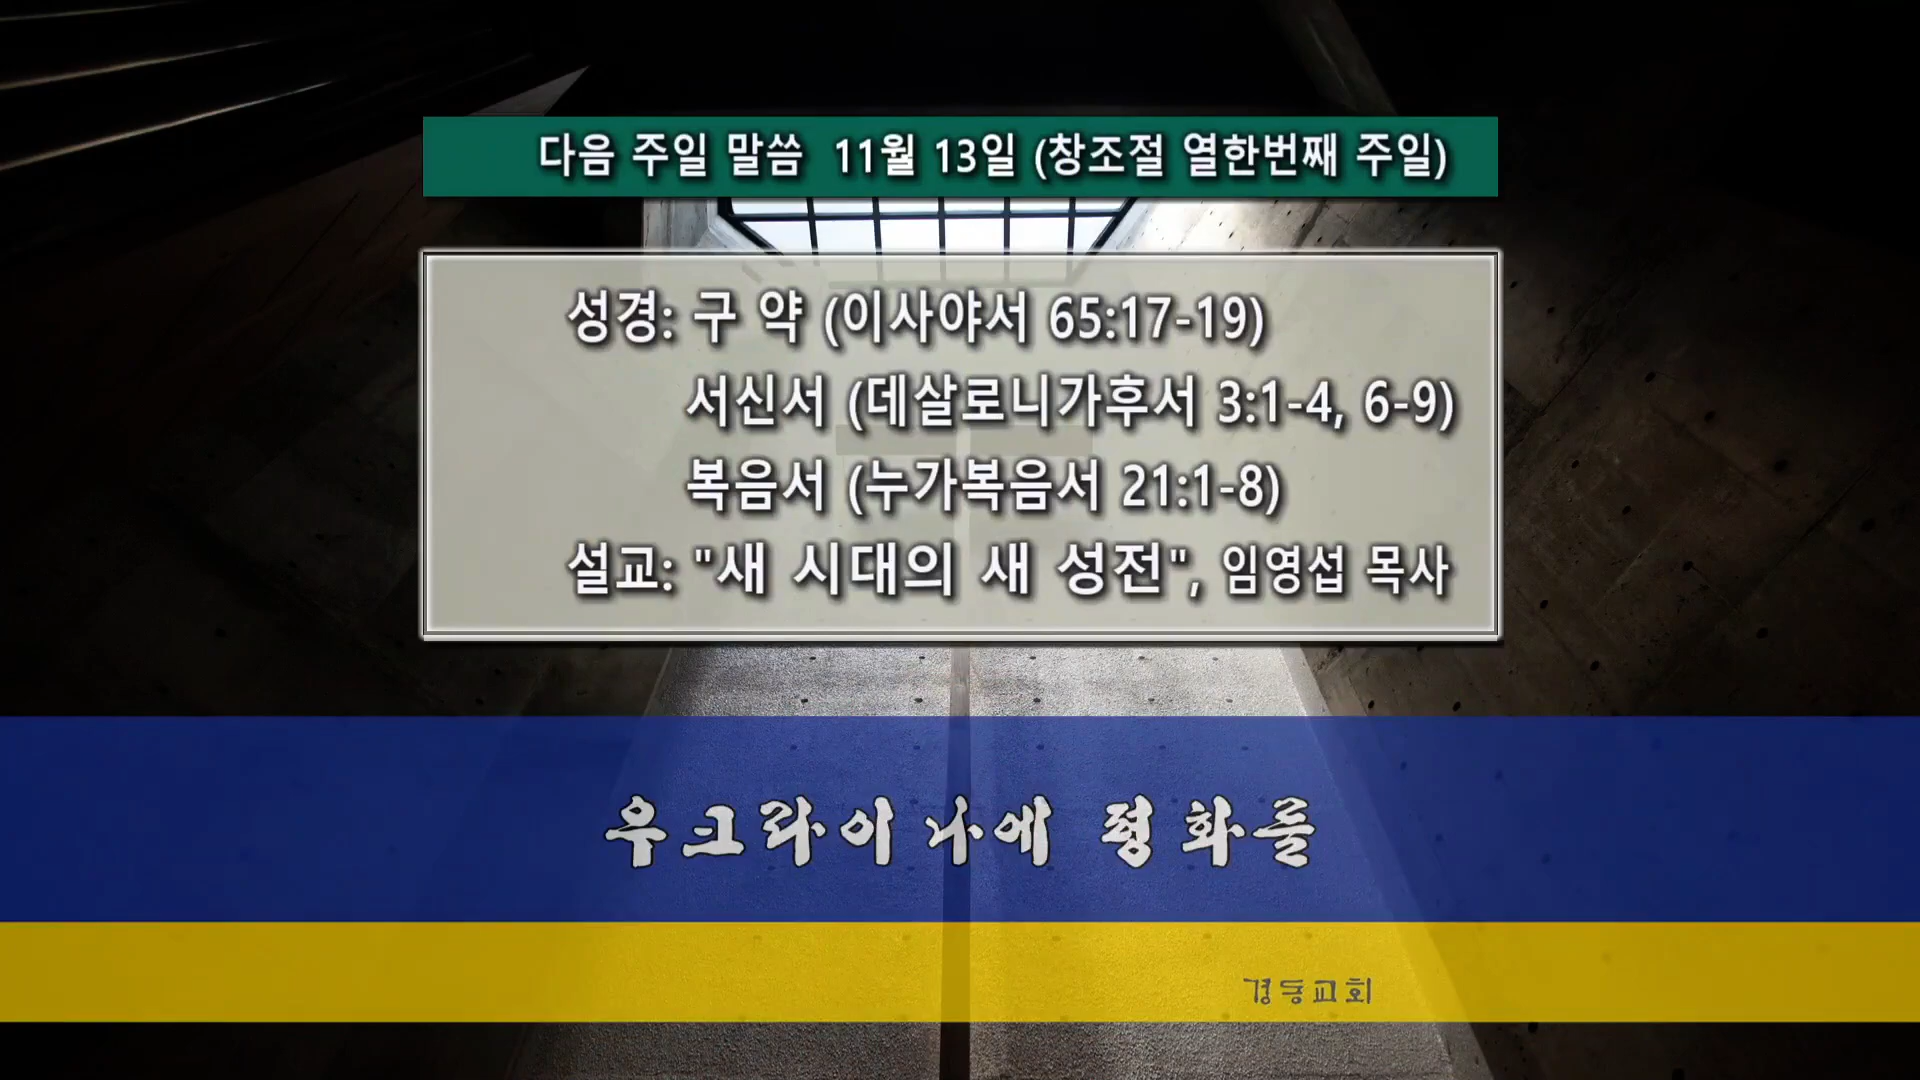 다음 주일 말씀 11월 13일 (창조절 열한번째 주일)
성경: 구 약 (이사야서 65:17-19)
서신서 (데살로니가후서 3:1-4, 6-9)
복음서 (누가복음서 21:1-8)
설교: "새 시대의 새 성전", 임영섭 목사
우크라이나에 평화를
경동교회